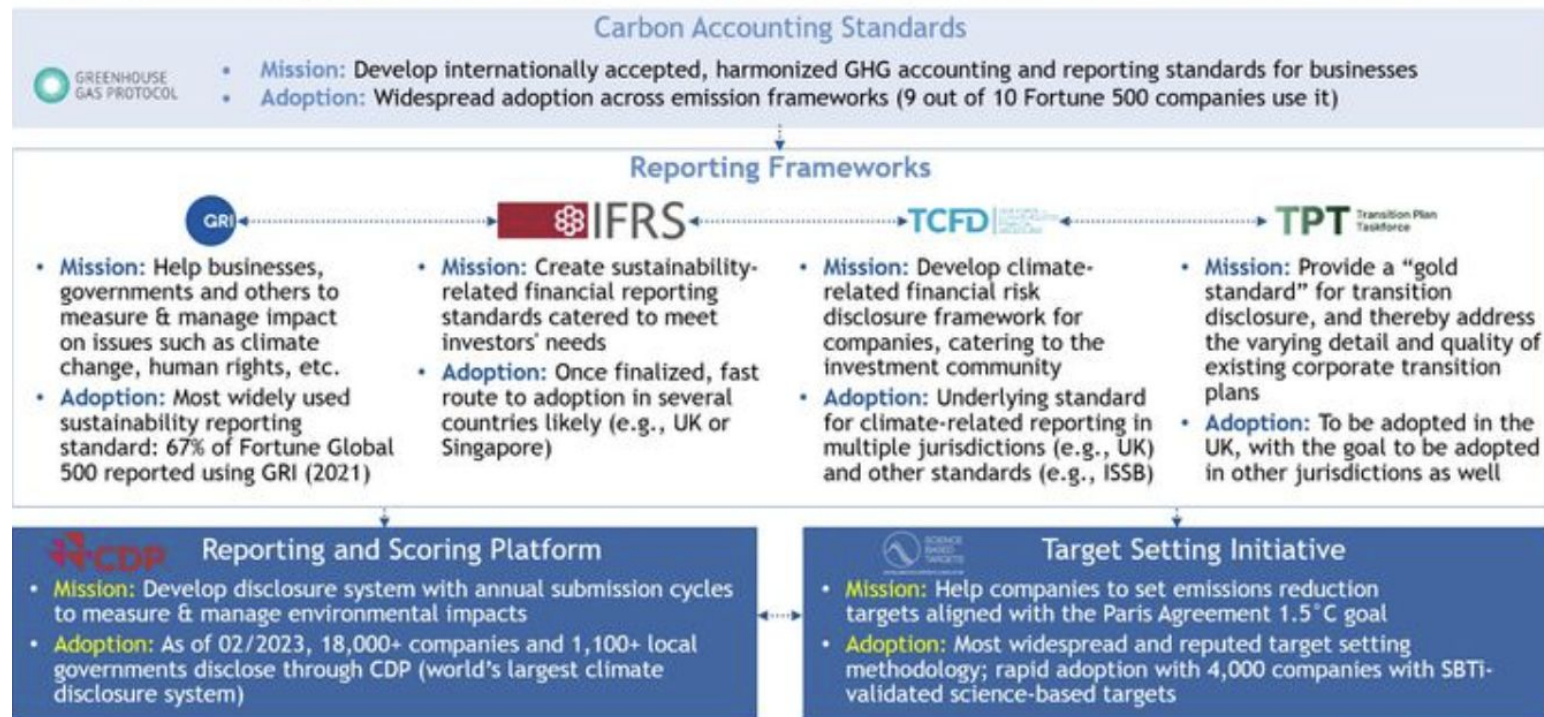 Carbon Accounting Standards
GREENHOUSE
GAS PROTOCOL
• Mission: Develop internationally accepted, harmonized GHG accounting and reporting standards for businesses
• Adoption: Widespread adoption across emission frameworks (9 out of 10 Fortune 500 companies use it)
Reporting Frameworks
GRI
• Mission: Help businesses,
governments and others to
measure & manage impact
on issues such as climate
change, human rights, etc.
• Adoption: Most widely used
sustainability reporting
standard: 67% of Fortune Global
500 reported using GRI (2021)
IFRS
• Mission: Create sustainability-
related financial reporting
standards catered to meet
investors' needs
• Adoption: Once finalized, fast
route to adoption in several
countries likely (e.g., UK or
Singapore)
TCFD
• Mission: Develop climate-
related financial risk
disclosure framework for
companies, catering to the
investment community
• Adoption: Underlying standard
for climate-related reporting in
multiple jurisdictions (e.g., UK)
and other standards (e.g., ISSB)
TPT Transition Plan
Taskforce
• Mission: Provide a “gold
standard” for transition
disclosure, and thereby address
the varying detail and quality of
existing corporate transition
plans
• Adoption: To be adopted in the
UK, with the goal to be adopted
in other jurisdictions as well
CDP Reporting and Scoring Platform
• Mission: Develop disclosure system with annual submission cycles
to measure & manage environmental impacts
• Adoption: As of 02/2023, 18,000+ companies and 1,100+ local
governments disclose through CDP (world's largest climate
disclosure system)
SCIENCE
BASED
TARGETS
Target Setting Initiative
• Mission: Help companies to set emissions reduction
targets aligned with the Paris Agreement 1.5°C goal
• Adoption: Most widespread and reputed target setting
methodology; rapid adoption with 4,000 companies with SBTi-
validated science-based targets